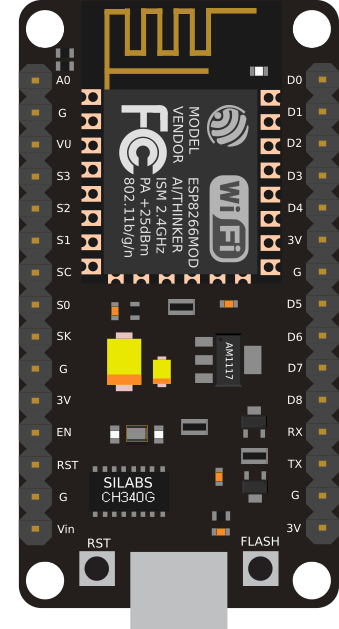 A0
G
VU
S3
S2
S1
SC
S0
SK
G
3V
EN
RST
G
Vin
D0
D1
D2
D3
D4
3V
G
D5
D6
D7
D8
RX
TX
G
3V
MODEL ESP8266MOD
VENDOR AI/THINKER
ISM 2.4GHz
PA +25dBm
802.11b/g/n
FC
Wi Fi
AM1117
SILABS
CH340G
RST
FLASH